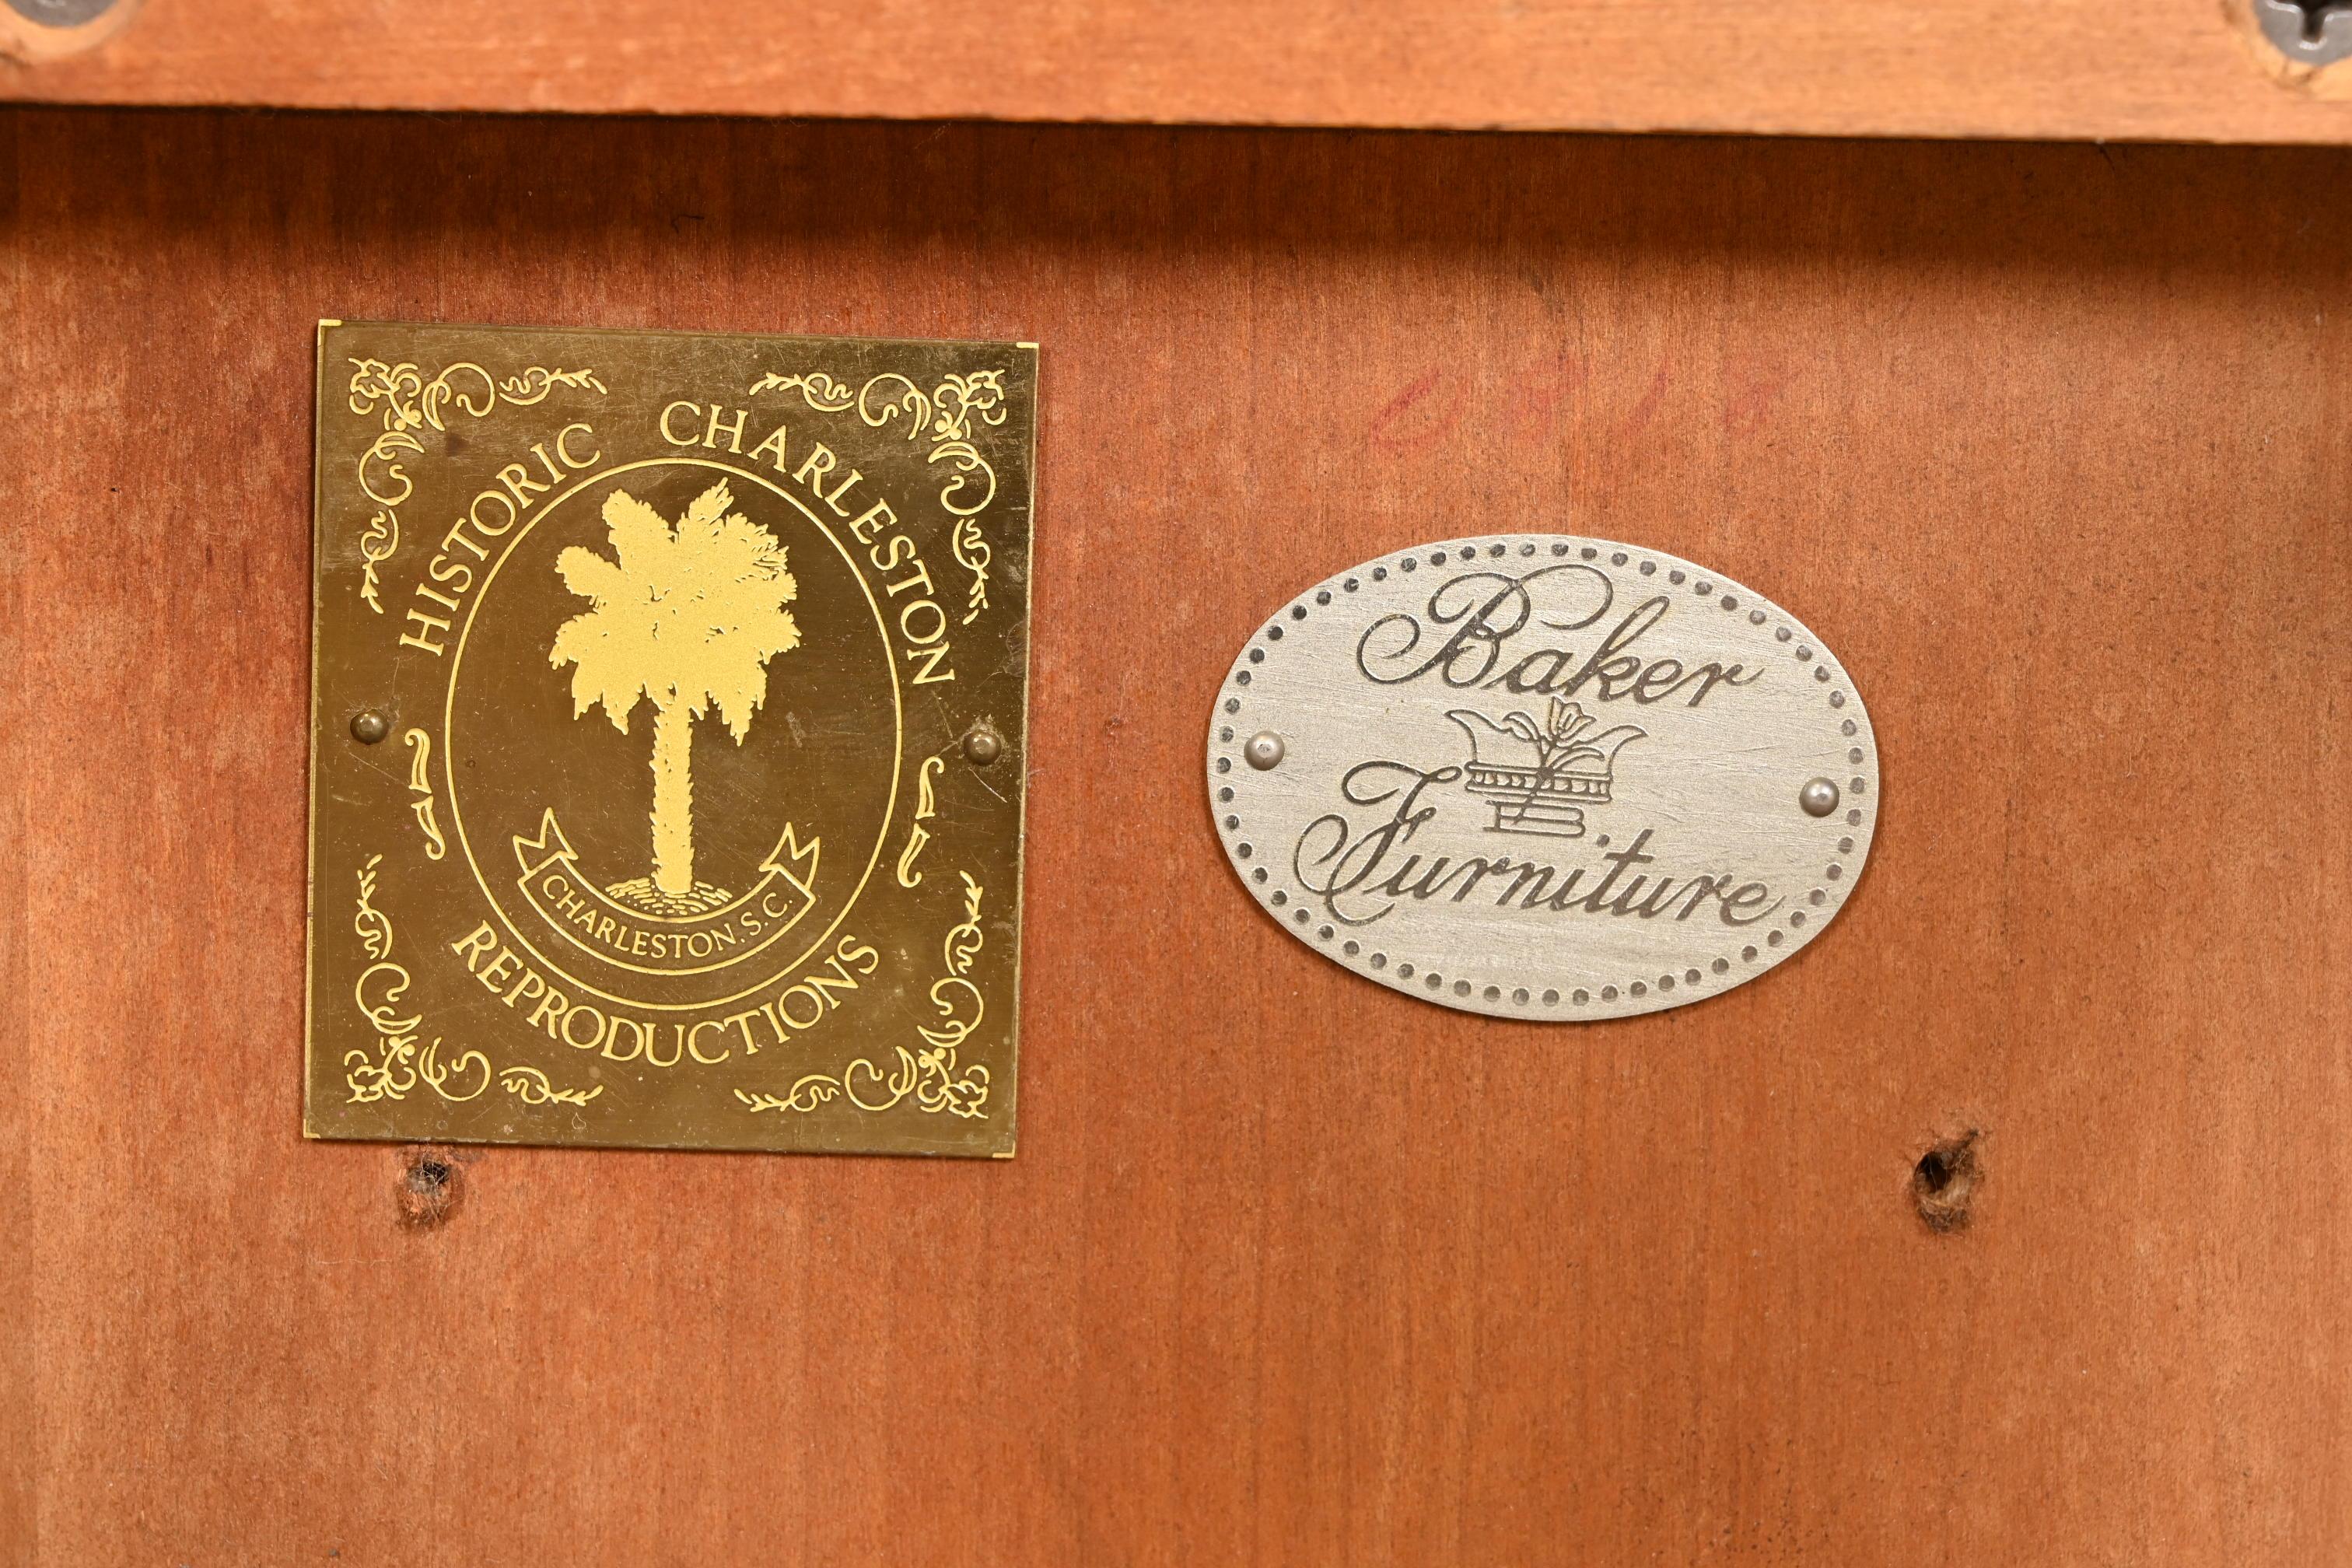 HISTORIC CHARLESTON
CHARLESTON, S.C.
REPRODUCTIONS
Baker
Furniture